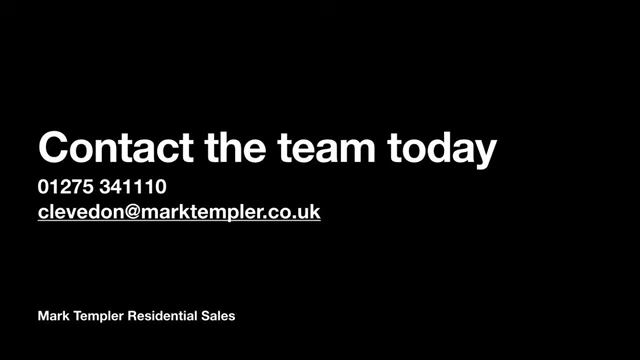 Contact the team today
01275 341110
clevedon@marktempler.co.uk
Mark Templer Residential Sales